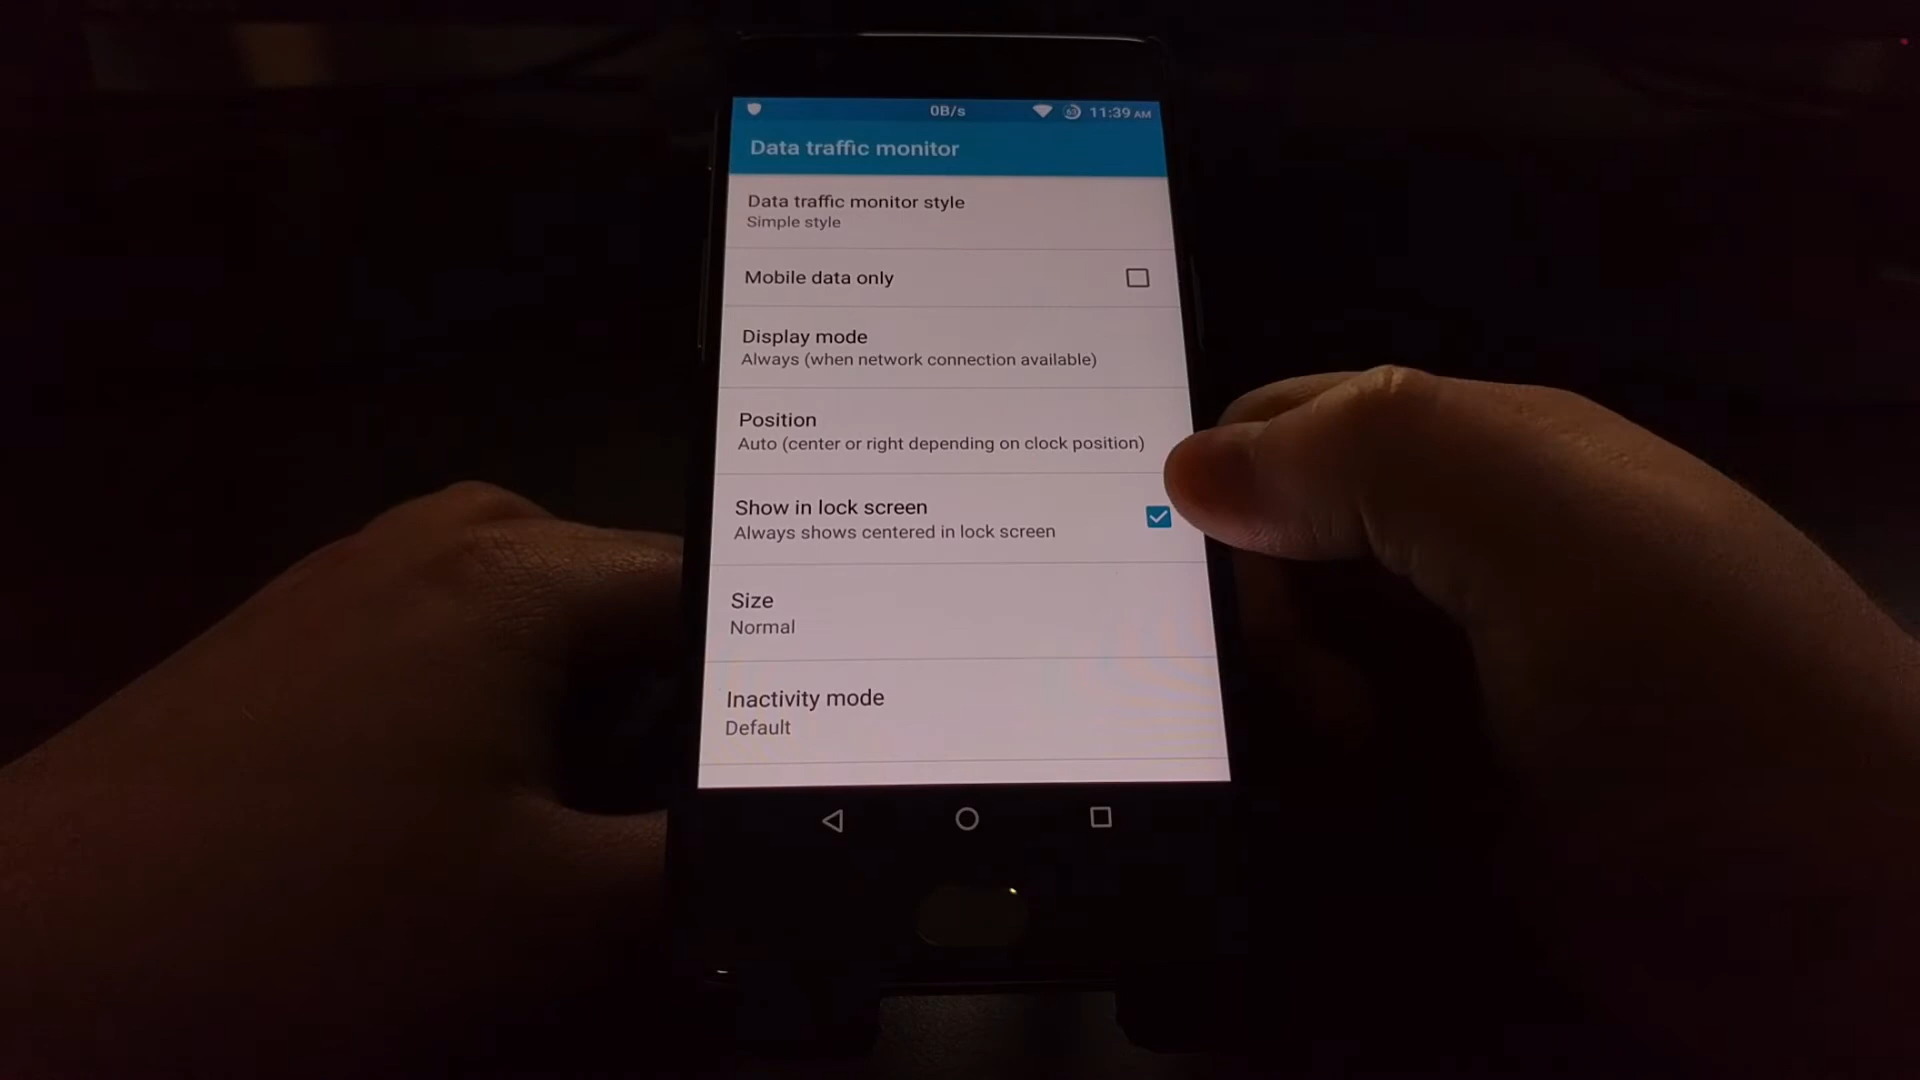 0B/s
63
11:39 AM
Data traffic monitor
Data traffic monitor style
Simple style
Mobile data only
Display mode
Always (when network connection available)
Position
Auto (center or right depending on clock position)
Show in lock screen
Always shows centered in lock screen
Size
Normal
Inactivity mode
Default